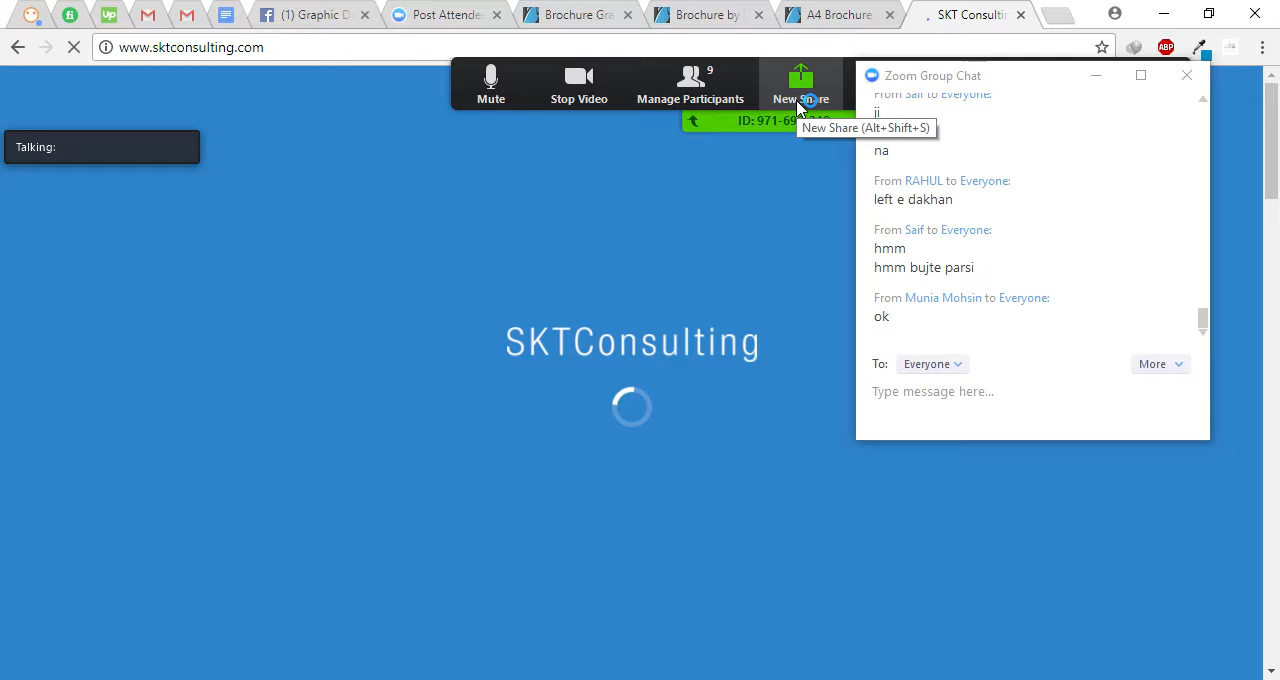 (1) Graphic D
Post Attende
Brochure Gra
Brochure by
A4 Brochure
SKT Consultin
www.sktconsulting.com
Mute
Stop Video
Manage Participants
9
New Share
ID: 971-69
New Share (Alt+Shift+S)
Talking:
Zoom Group Chat
From Saif to Everyone:
ji
na
From RAHUL to Everyone:
left e dakhan
From Saif to Everyone:
hmm
hmm bujte parsi
From Munia Mohsin to Everyone:
ok
To: Everyone
More
Type message here...
SKTConsulting